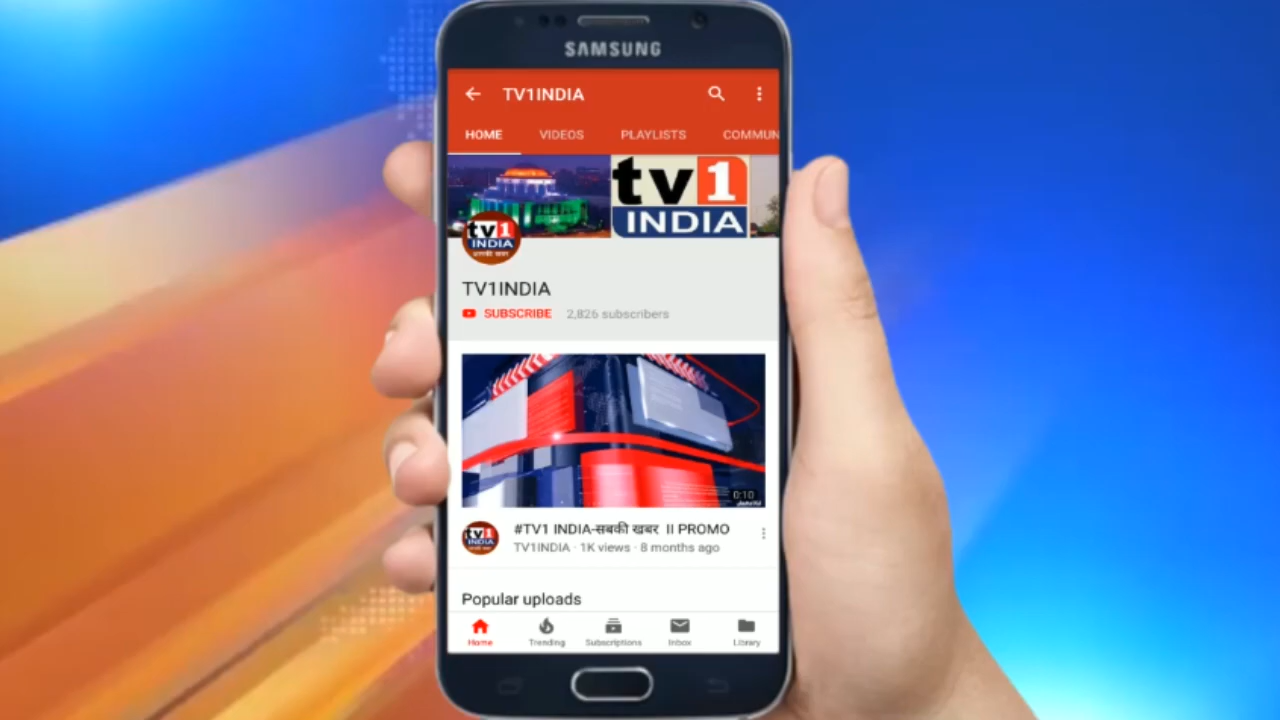 SAMSUNG
TV1INDIA
HOME VIDEOS PLAYLISTS COMMUN
tv1
INDIA
tv1
INDIA
TV1INDIA
SUBSCRIBE 2,826 subscribers
0:10
#TV1 INDIA-सबकी खबर II PROMO
TV1INDIA · 1K views · 8 months ago
tv1
INDIA
Popular uploads
Home Trending Subscriptions Inbox Library